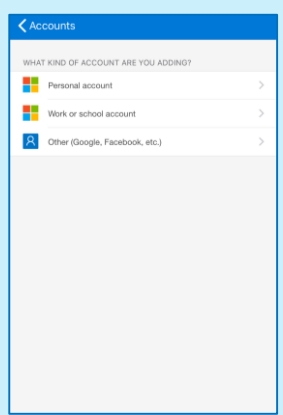 Accounts
WHAT KIND OF ACCOUNT ARE YOU ADDING?
Personal account
Work or school account
Other (Google, Facebook, etc.)